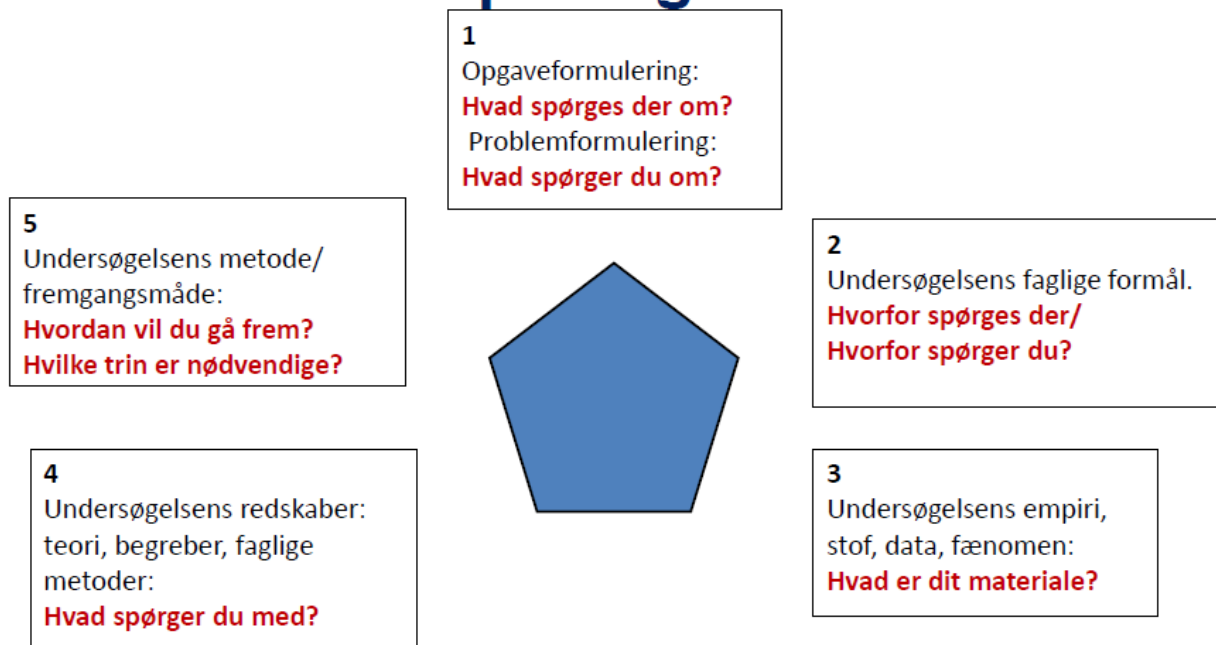 1
Opgaveformulering:
Hvad spørges der om?
Problemformulering:
Hvad spørger du om?
2
Undersøgelsens faglige formål.
Hvorfor spørges der/
Hvorfor spørger du?
3
Undersøgelsens empiri,
stof, data, fænomen:
Hvad er dit materiale?
4
Undersøgelsens redskaber:
teori, begreber, faglige
metoder:
Hvad spørger du med?
5
Undersøgelsens metode/
fremgangsmåde:
Hvordan vil du gå frem?
Hvilke trin er nødvendige?